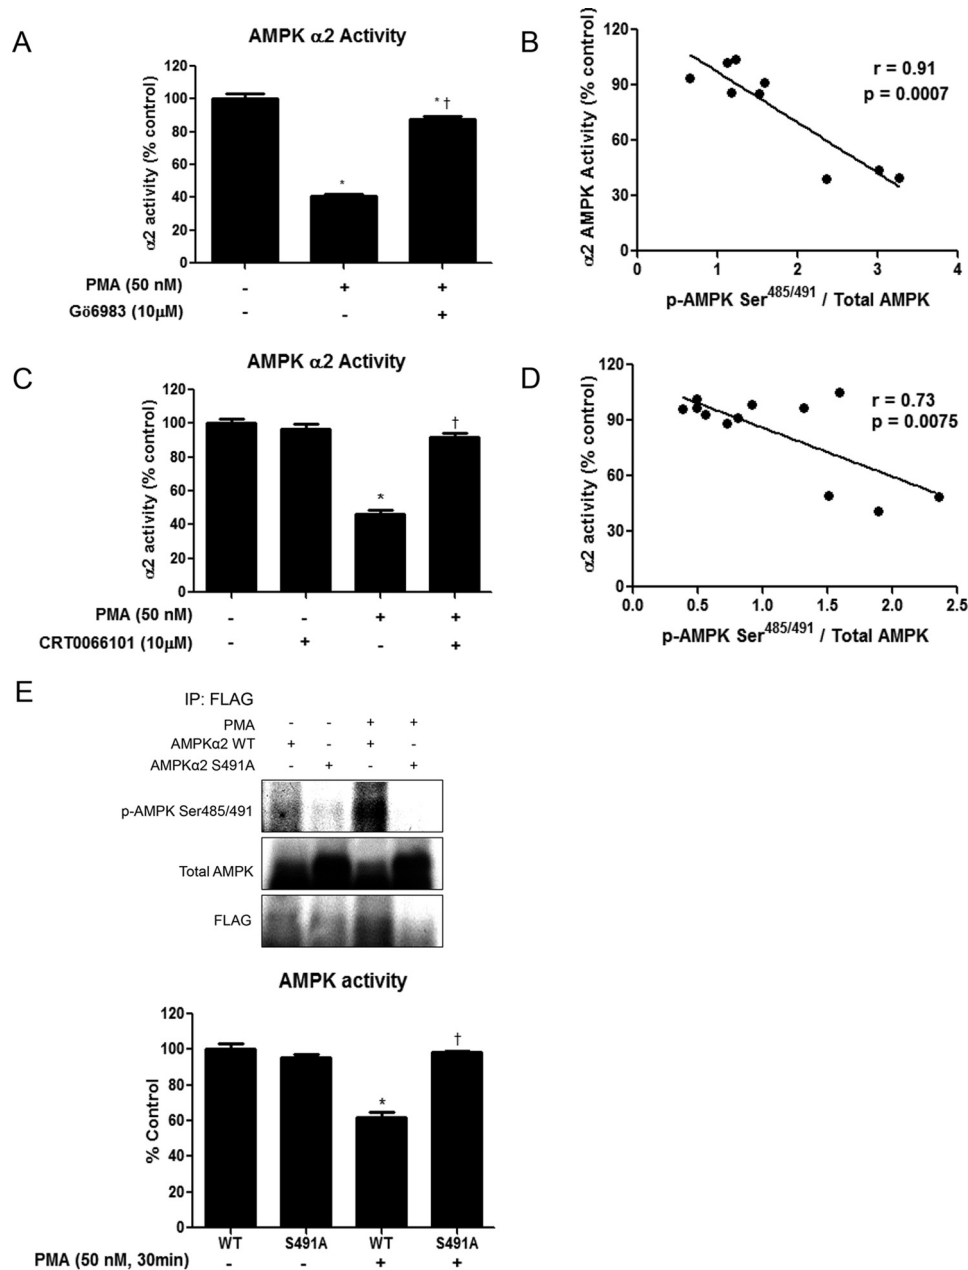 A
AMPK α2 Activity
α2 activity (% control)
120
100
80
60
40
20
0
*
* †
PMA (50 nM) - + +
Gö6983 (10µM) - - +
B
α2 AMPK Activity (% control)
120
90
60
30
0
r = 0.91
p = 0.0007
0 1 2 3 4
p-AMPK Ser485/491 / Total AMPK
C
AMPK α2 Activity
α2 activity (% control)
120
100
80
60
40
20
0
*
†
PMA (50 nM) - - + +
CRT0066101 (10µM) - + - +
D
α2 activity (% control)
120
90
60
30
0
r = 0.73
p = 0.0075
0.0 0.5 1.0 1.5 2.0 2.5
p-AMPK Ser485/491 / Total AMPK
E
IP: FLAG
PMA - - + +
AMPKα2 WT + - + -
AMPKα2 S491A - + - +
p-AMPK Ser485/491
Total AMPK
FLAG
AMPK activity
% Control
120
100
80
60
40
20
0
*
†
WT S491A WT S491A
PMA (50 nM, 30min) - - + +